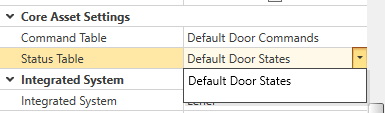 Core Asset Settings
Command Table Default Door Commands
Status Table Default Door States
Default Door States
Integrated System
Integrated System